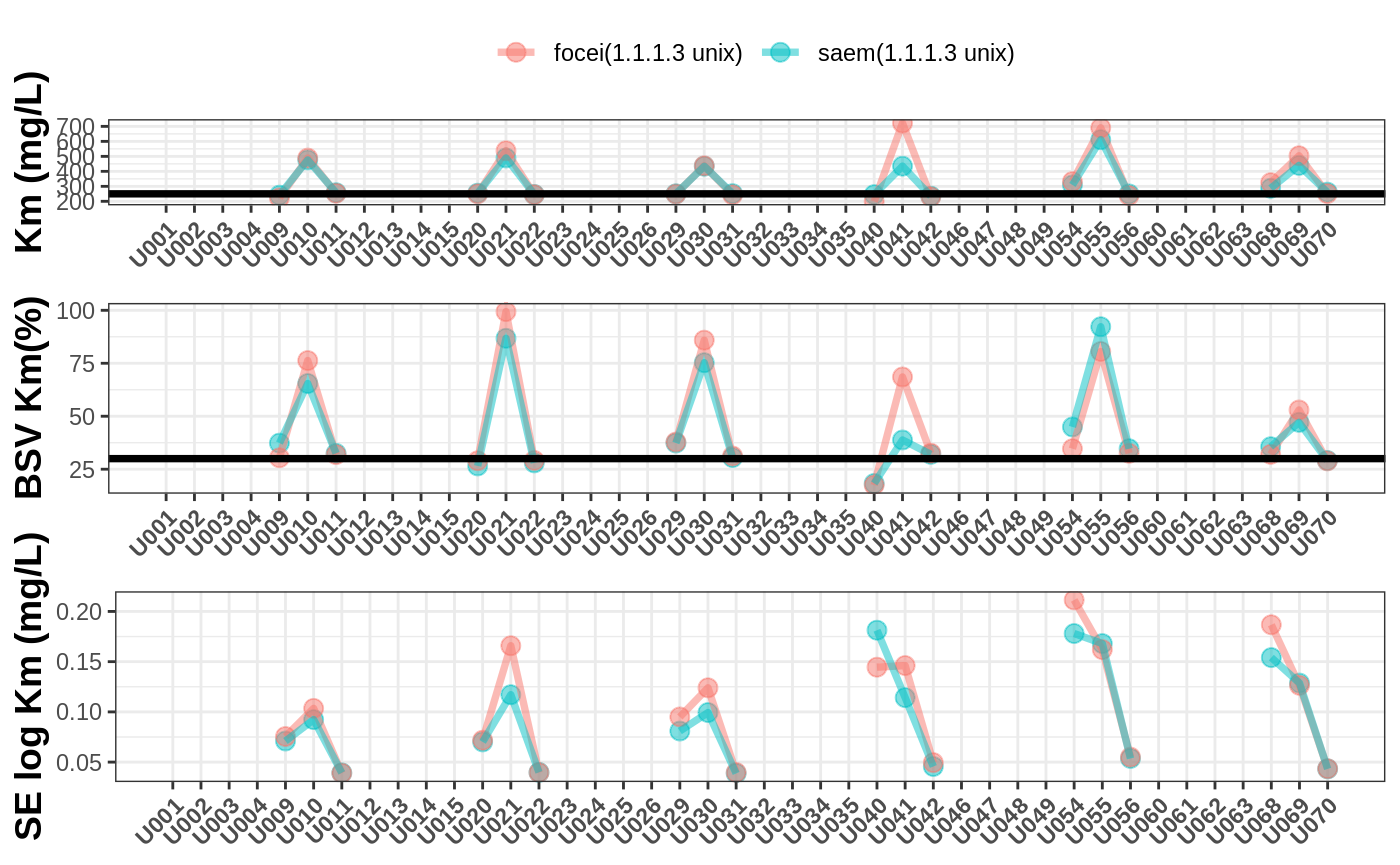 focei(1.1.1.3 unix) saem(1.1.1.3 unix)
Km (mg/L)
700
600
500
400
300
200
U001 U002 U003 U004 U009 U010 U011 U012 U013 U014 U015 U020 U021 U022 U023 U024 U025 U026 U029 U030 U031 U032 U033 U034 U035 U040 U041 U042 U046 U047 U048 U049 U054 U055 U056 U060 U061 U062 U063 U068 U069 U070
BSV Km(%)
100
75
50
25
U001 U002 U003 U004 U009 U010 U011 U012 U013 U014 U015 U020 U021 U022 U023 U024 U025 U026 U029 U030 U031 U032 U033 U034 U035 U040 U041 U042 U046 U047 U048 U049 U054 U055 U056 U060 U061 U062 U063 U068 U069 U070
SE log Km (mg/L)
0.20
0.15
0.10
0.05
U001 U002 U003 U004 U009 U010 U011 U012 U013 U014 U015 U020 U021 U022 U023 U024 U025 U026 U029 U030 U031 U032 U033 U034 U035 U040 U041 U042 U046 U047 U048 U049 U054 U055 U056 U060 U061 U062 U063 U068 U069 U070